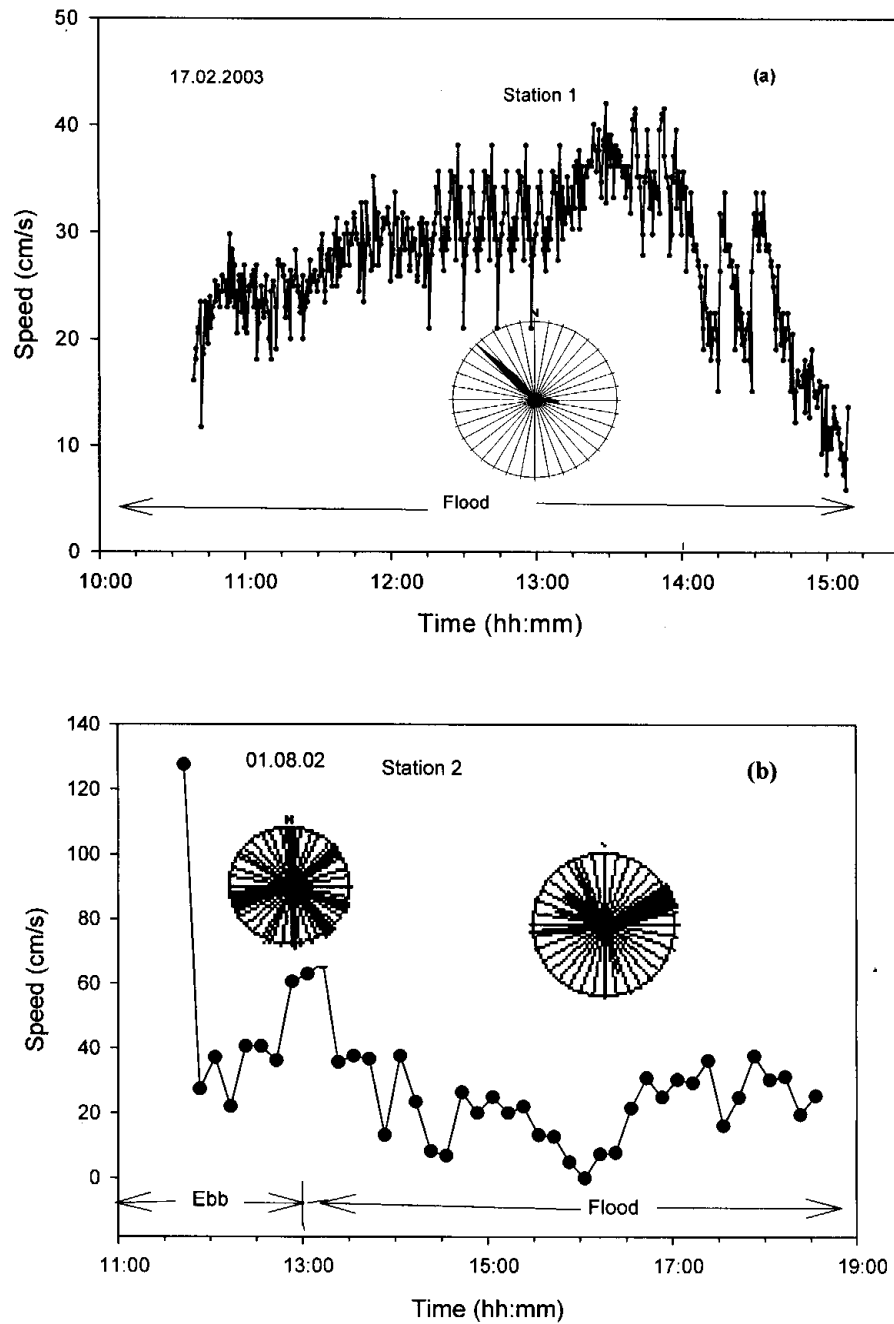 50
40
30
20
10
0
Speed (cm/s)
17.02.2003
Station 1
(a)
N
Flood
10:00 11:00 12:00 13:00 14:00 15:00
Time (hh:mm)
140
120
100
80
60
40
20
0
Speed (cm/s)
01.08.02
Station 2
(b)
Ebb
Flood
11:00 13:00 15:00 17:00 19:00
Time (hh:mm)